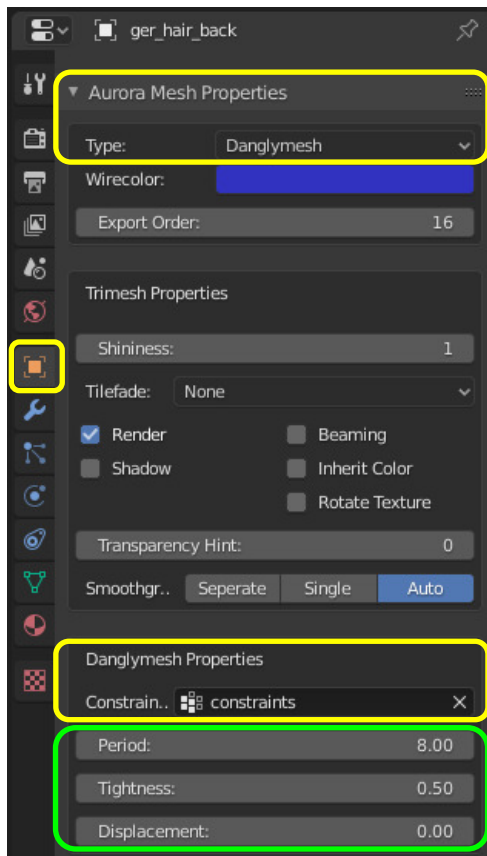 ger_hair_back
Aurora Mesh Properties
Type: Danglymesh
Wirecolor:
Export Order: 16
Trimesh Properties
Shininess: 1
Tilefade: None
Render Beaming
Shadow Inherit Color
Rotate Texture
Transparency Hint: 0
Smoothgr.. Seperate Single Auto
Danglymesh Properties
Constrain.. constraints
Period: 8.00
Tightness: 0.50
Displacement: 0.00